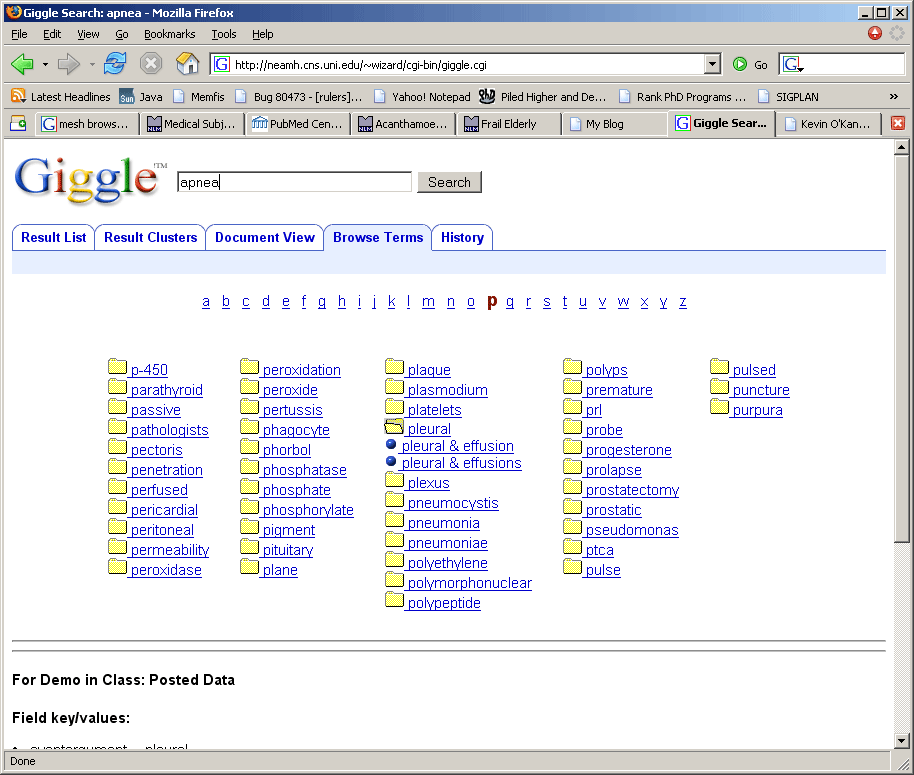 Giggle Search: apnea - Mozilla Firefox
File Edit View Go Bookmarks Tools Help
G http://neamh.cns.uni.edu/~wizard/cgi-bin/giggle.cgi Go G
Latest Headlines Sun Java Memfis Bug 80473 - [rulers]... Yahoo! Notepad Piled Higher and De... Rank PhD Programs ... SIGPLAN »
G mesh brows... NLM Medical Subj... PubMed Cen... NLM Acanthamoe... NLM Frail Elderly My Blog G Giggle Sear... Kevin O'Kan...
Giggle™ apnea Search
Result List Result Clusters Document View Browse Terms History
a b c d e f g h i j k l m n o p q r s t u v w x y z
p-450
parathyroid
passive
pathologists
pectoris
penetration
perfused
pericardial
peritoneal
permeability
peroxidase
peroxidation
peroxide
pertussis
phagocyte
phorbol
phosphatase
phosphate
phosphorylate
pigment
pituitary
plane
plaque
plasmodium
platelets
pleural
pleural & effusion
pleural & effusions
plexus
pneumocystis
pneumonia
pneumoniae
polyethylene
polymorphonuclear
polypeptide
polyps
premature
prl
probe
progesterone
prolapse
prostatectomy
prostatic
pseudomonas
ptca
pulse
pulsed
puncture
purpura
For Demo in Class: Posted Data
Field key/values:
Done